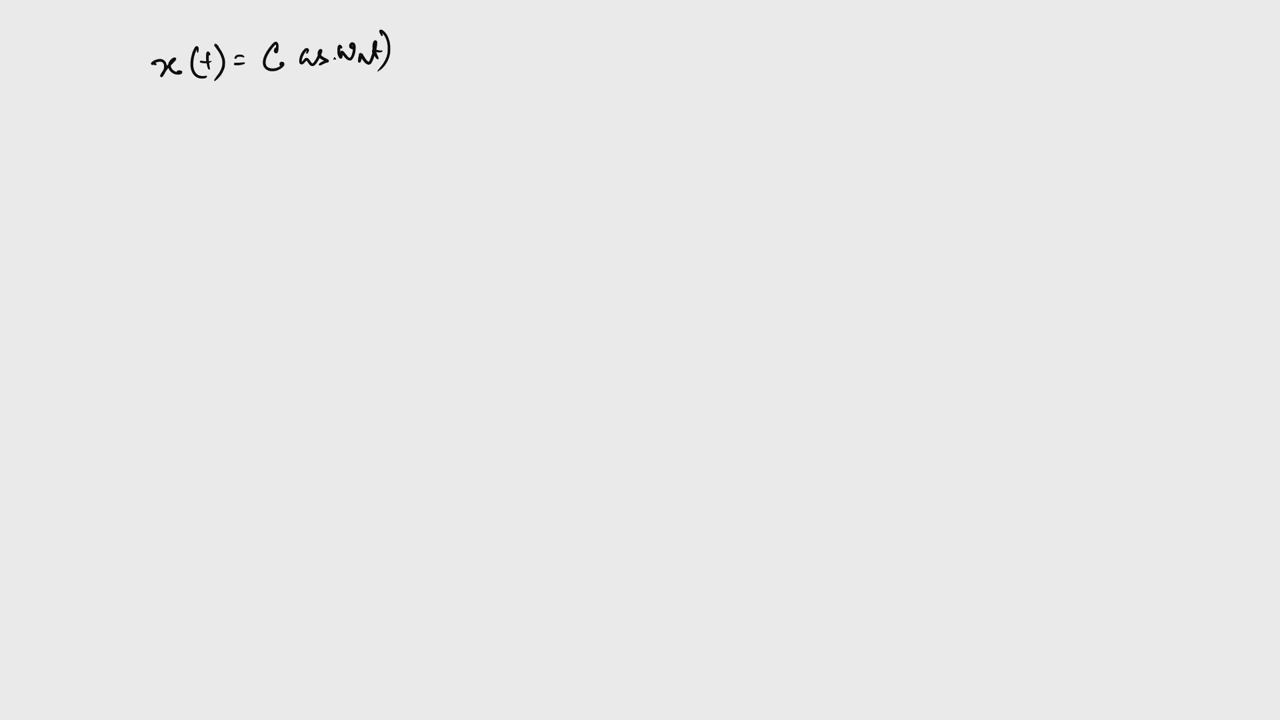 x(t) = C cos.ωnt)